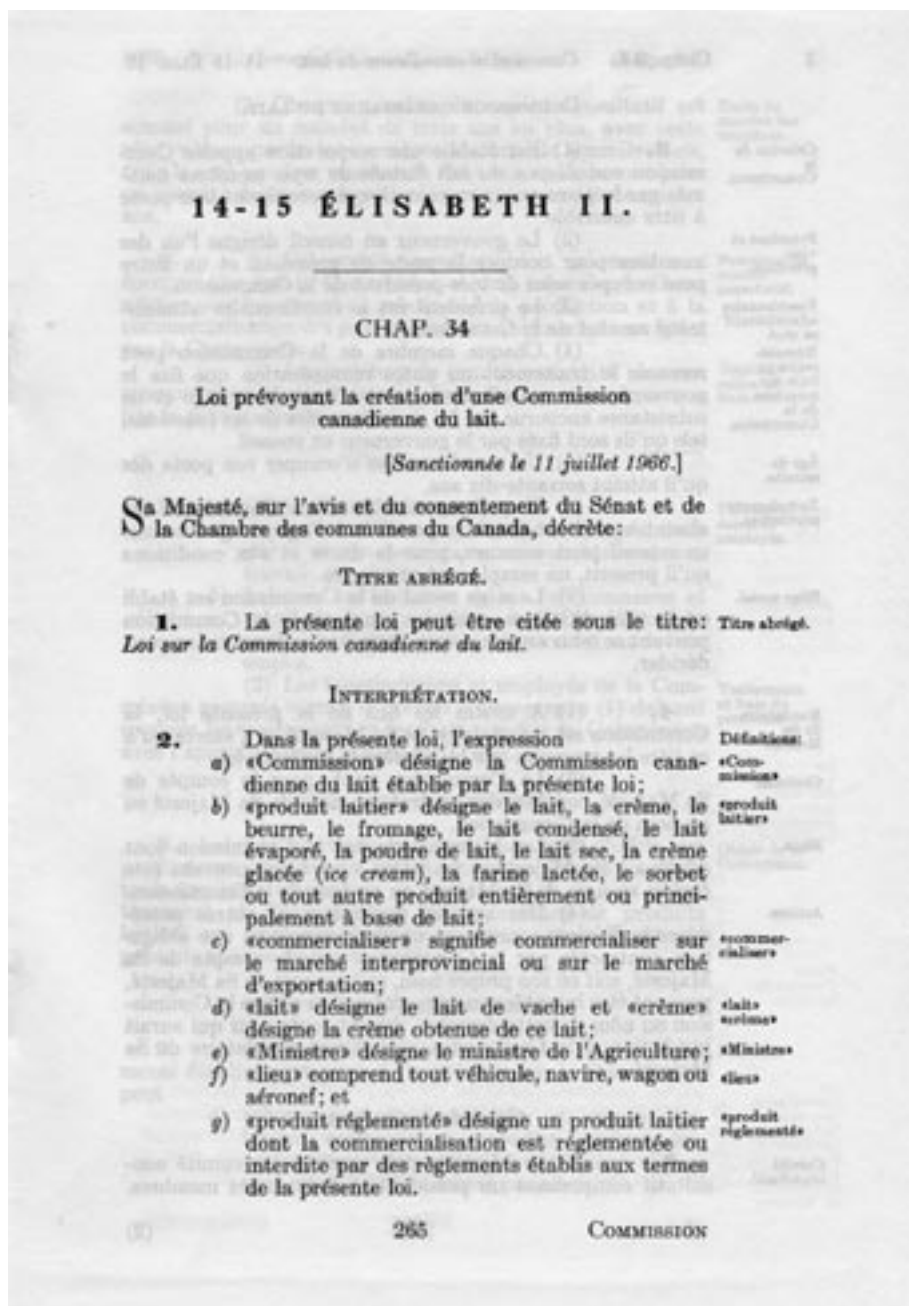 14-15 ÉLISABETH II.
CHAP. 34
Loi prévoyant la création d'une Commission
canadienne du lait.
[Sanctionnée le 11 juillet 1966.]
Sa Majesté, sur l'avis et du consentement du Sénat et de
la Chambre des communes du Canada, décrète:
TITRE ABRÉGÉ.
1. La présente loi peut être citée sous le titre: Titre abrégé.
Loi sur la Commission canadienne du lait.
INTERPRÉTATION.
2. Dans la présente loi, l'expression Définitions:
a) «Commission» désigne la Commission cana- «Com-
dienne du lait établie par la présente loi; mission»
b) «produit laitier» désigne le lait, la crème, le «produit
beurre, le fromage, le lait condensé, le lait laitier»
évaporé, la poudre de lait, le lait sec, la crème
glacée (ice cream), la farine lactée, le sorbet
ou tout autre produit entièrement ou princi-
palement à base de lait;
c) «commercialiser» signifie commercialiser sur «commer-
le marché interprovincial ou sur le marché cialiser»
d'exportation;
d) «lait» désigne le lait de vache et «crème» «lait»
désigne la crème obtenue de ce lait; «crème»
e) «Ministre» désigne le ministre de l'Agriculture; «Ministre»
f) «lieu» comprend tout véhicule, navire, wagon ou «lieu»
aéronef; et
g) «produit réglementé» désigne un produit laitier «produit
dont la commercialisation est réglementée ou réglementé»
interdite par des règlements établis aux termes
de la présente loi.
265 COMMISSION